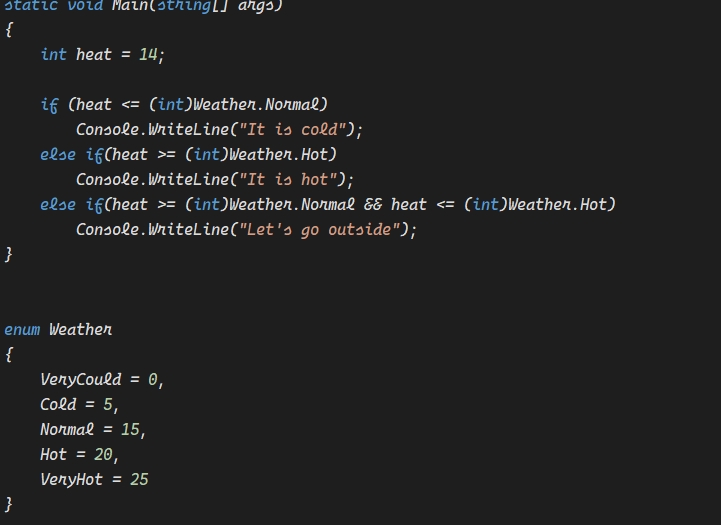 static void Main(string[] args)
{
int heat = 14;
if (heat <= (int)Weather.Normal)
Console.WriteLine("It is cold");
else if(heat >= (int)Weather.Hot)
Console.WriteLine("It is hot");
else if(heat >= (int)Weather.Normal && heat <= (int)Weather.Hot)
Console.WriteLine("Let's go outside");
}
enum Weather
{
VeryCould = 0,
Cold = 5,
Normal = 15,
Hot = 20,
VeryHot = 25
}